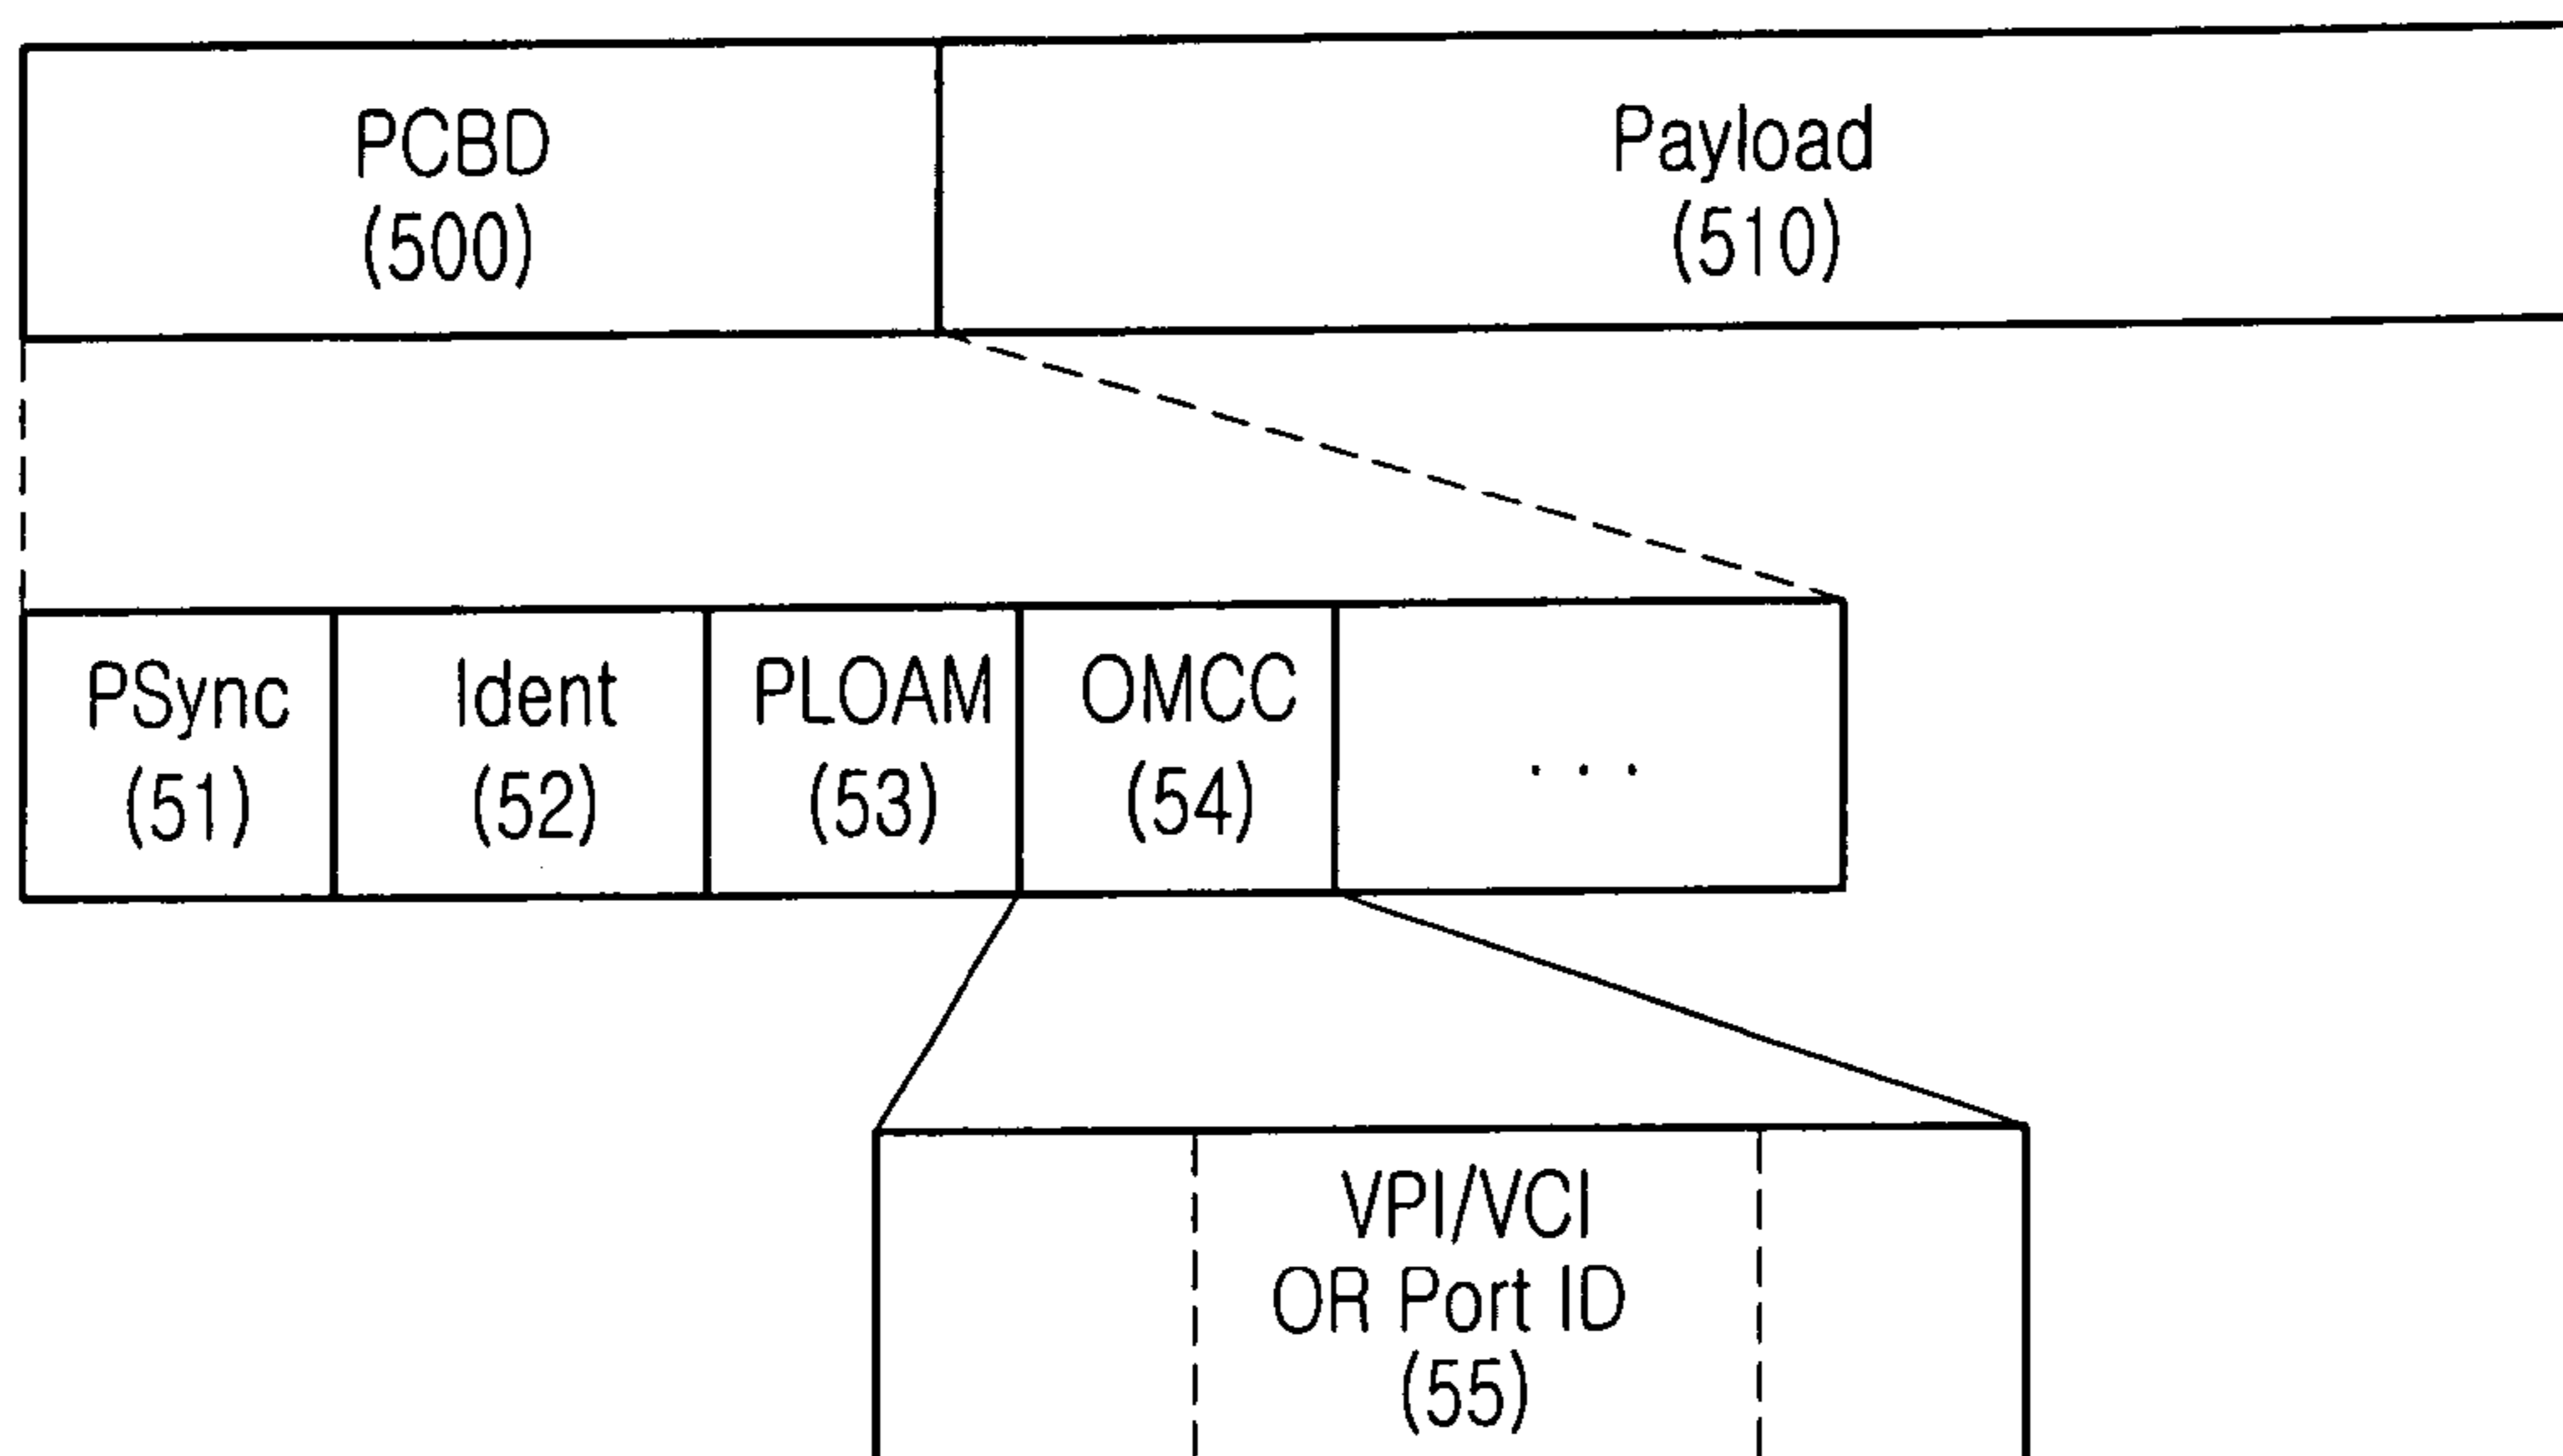 PCBD
(500)
Payload
(510)
PSync
(51)
Ident
(52)
PLOAM
(53)
OMCC
(54)
. . .
VPI/VCI
OR Port ID
(55)